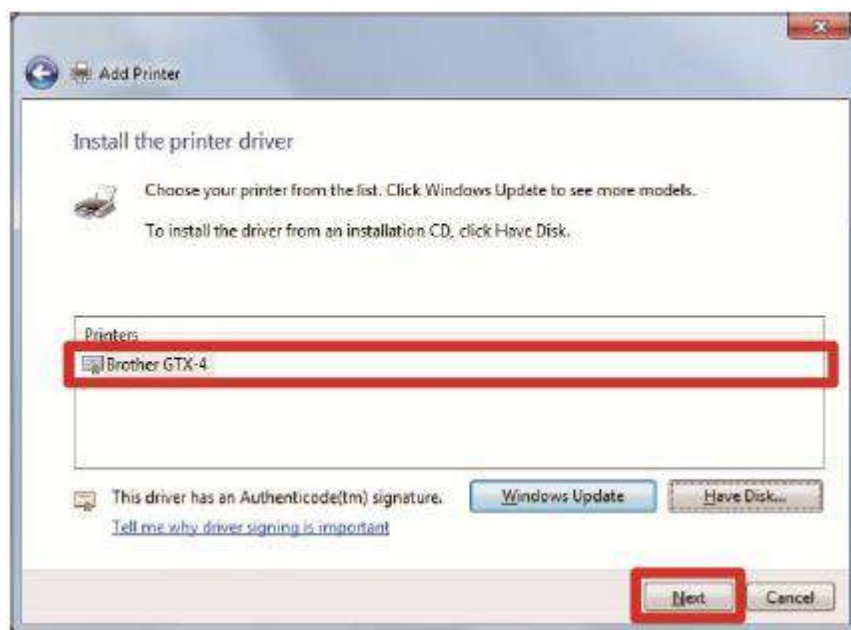 Add Printer
Install the printer driver
Choose your printer from the list. Click Windows Update to see more models.
To install the driver from an installation CD, click Have Disk.
Printers
Brother GTX-4
This driver has an Authenticode(tm) signature.
Windows Update
Have Disk...
Tell me why driver signing is important
Next
Cancel